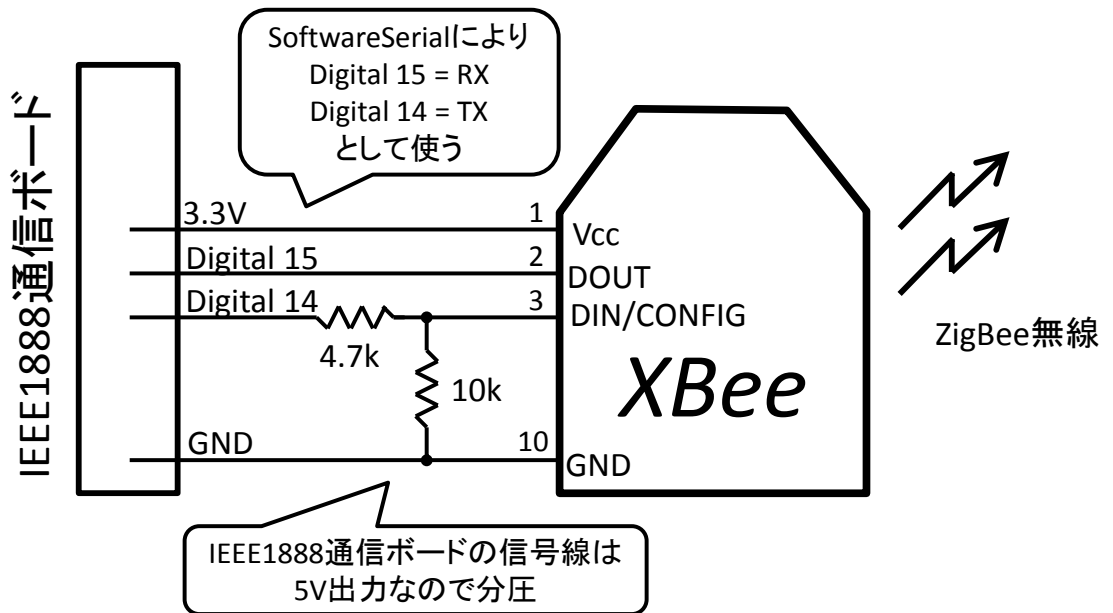 SoftwareSerialにより
Digital 15 = RX
Digital 14 = TX
として使う
IEEE1888通信ボード
3.3V
1
Vcc
Digital 15
2
DOUT
Digital 14
3
DIN/CONFIG
4.7k
10k
XBee
ZigBee無線
GND
10
GND
IEEE1888通信ボードの信号線は
5V出力なので分圧